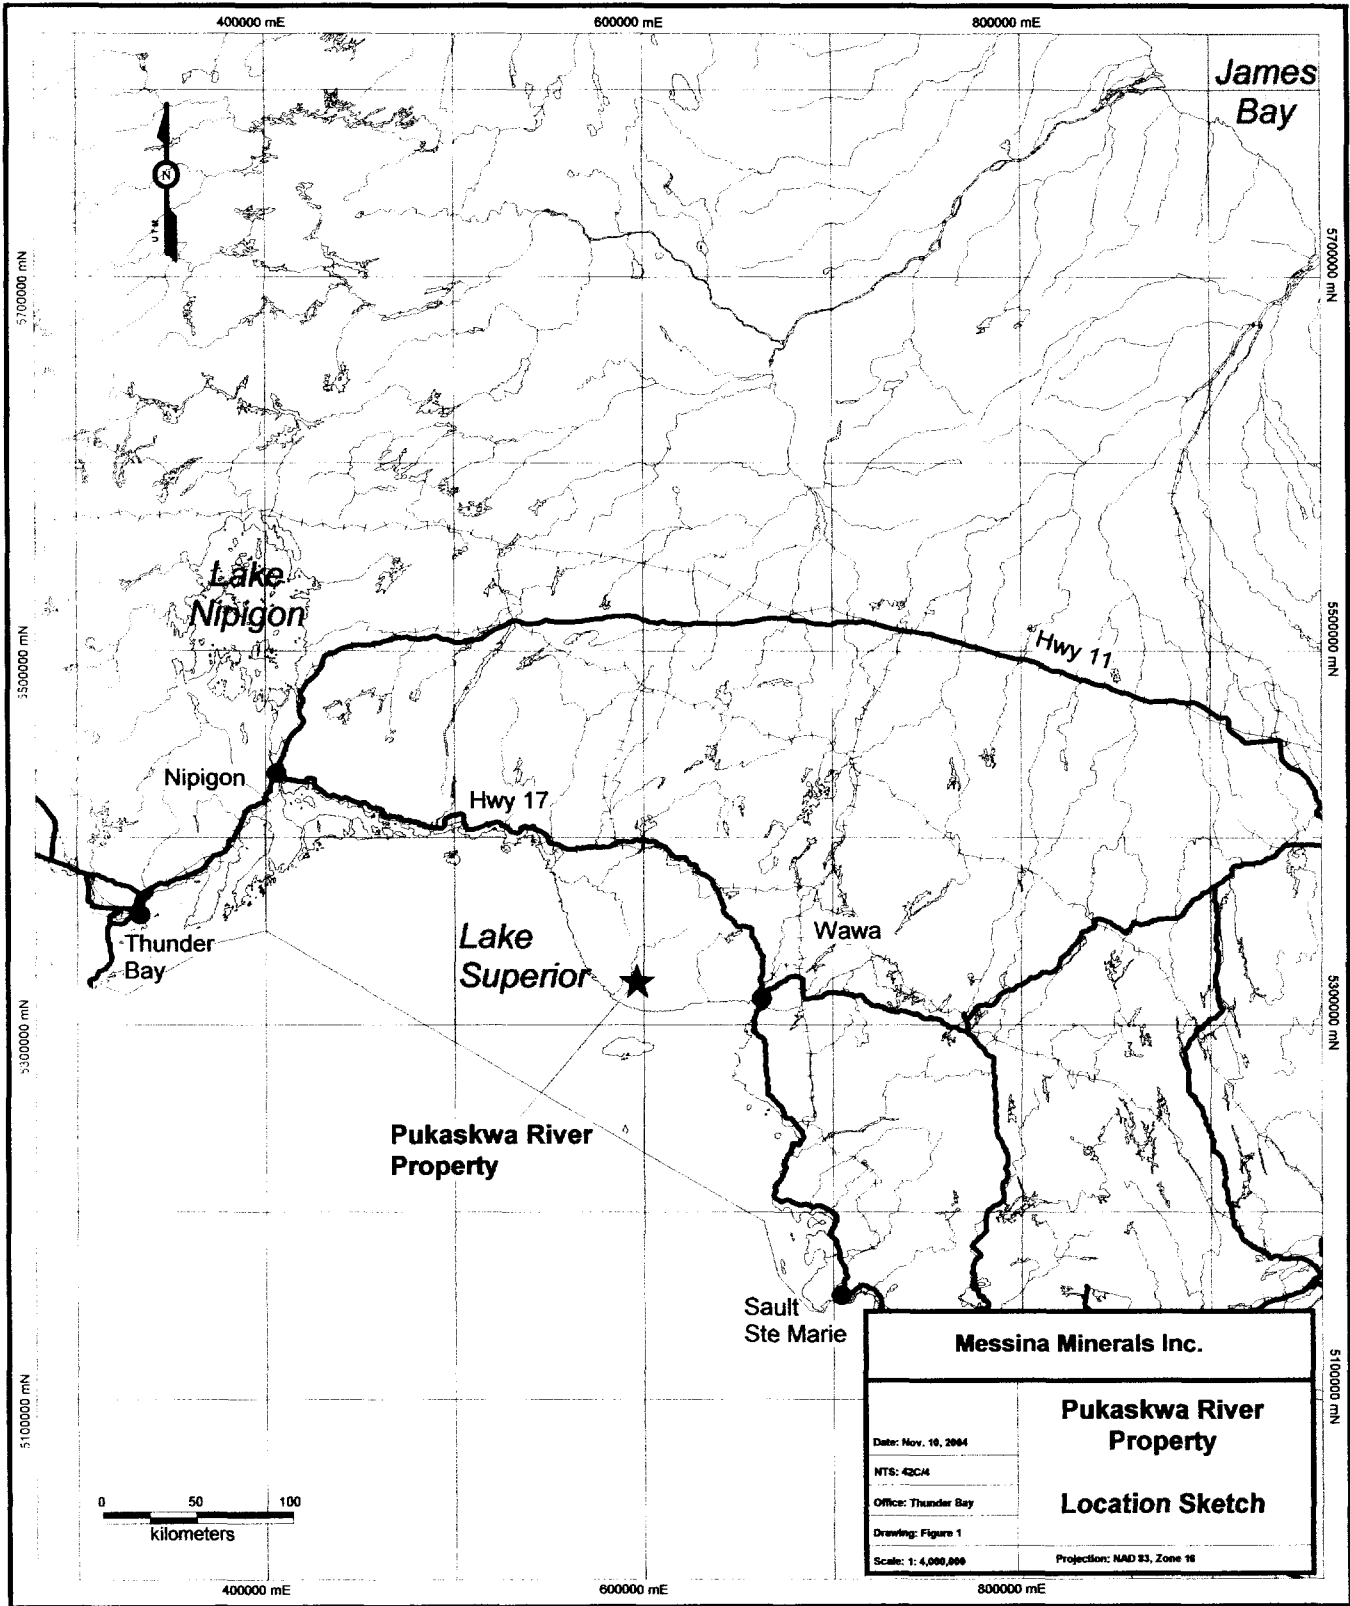 400000 mE
600000 mE
800000 mE
James
Bay
N
UTM
5700000 mN
5700000 mN
Lake
Nipigon
5500000 mN
5500000 mN
Hwy 11
Nipigon
Hwy 17
Thunder
Bay
Lake
Superior
Wawa
5300000 mN
5300000 mN
Pukaskwa River
Property
Sault
Ste Marie
5100000 mN
5100000 mN
Messina Minerals Inc.
Pukaskwa River
Property
Location Sketch
Date: Nov. 10, 2004
NTS: 42C/4
Office: Thunder Bay
Drawing: Figure 1
Scale: 1: 4,000,000
Projection: NAD 83, Zone 16
0 50 100
kilometers
400000 mE
600000 mE
800000 mE